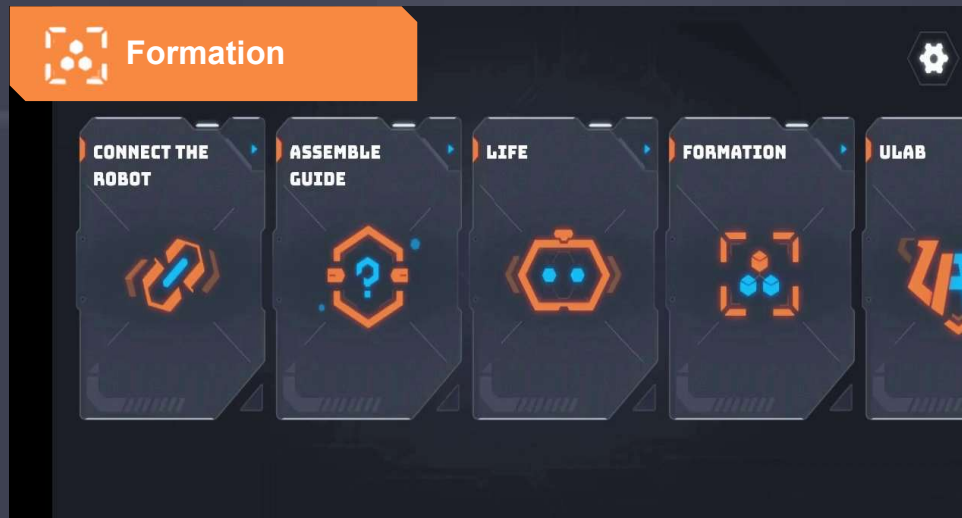 Formation
CONNECT THE
ROBOT
ASSEMBLE
GUIDE
LIFE
FORMATION
ULAB